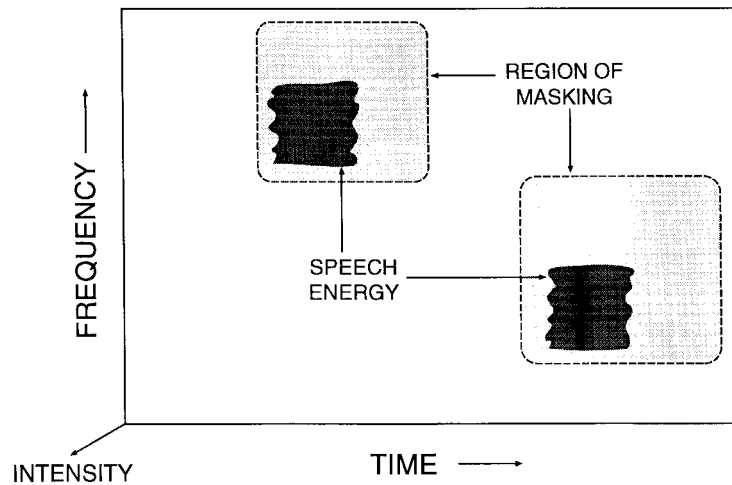 REGION OF
MASKING
FREQUENCY
SPEECH
ENERGY
INTENSITY
TIME